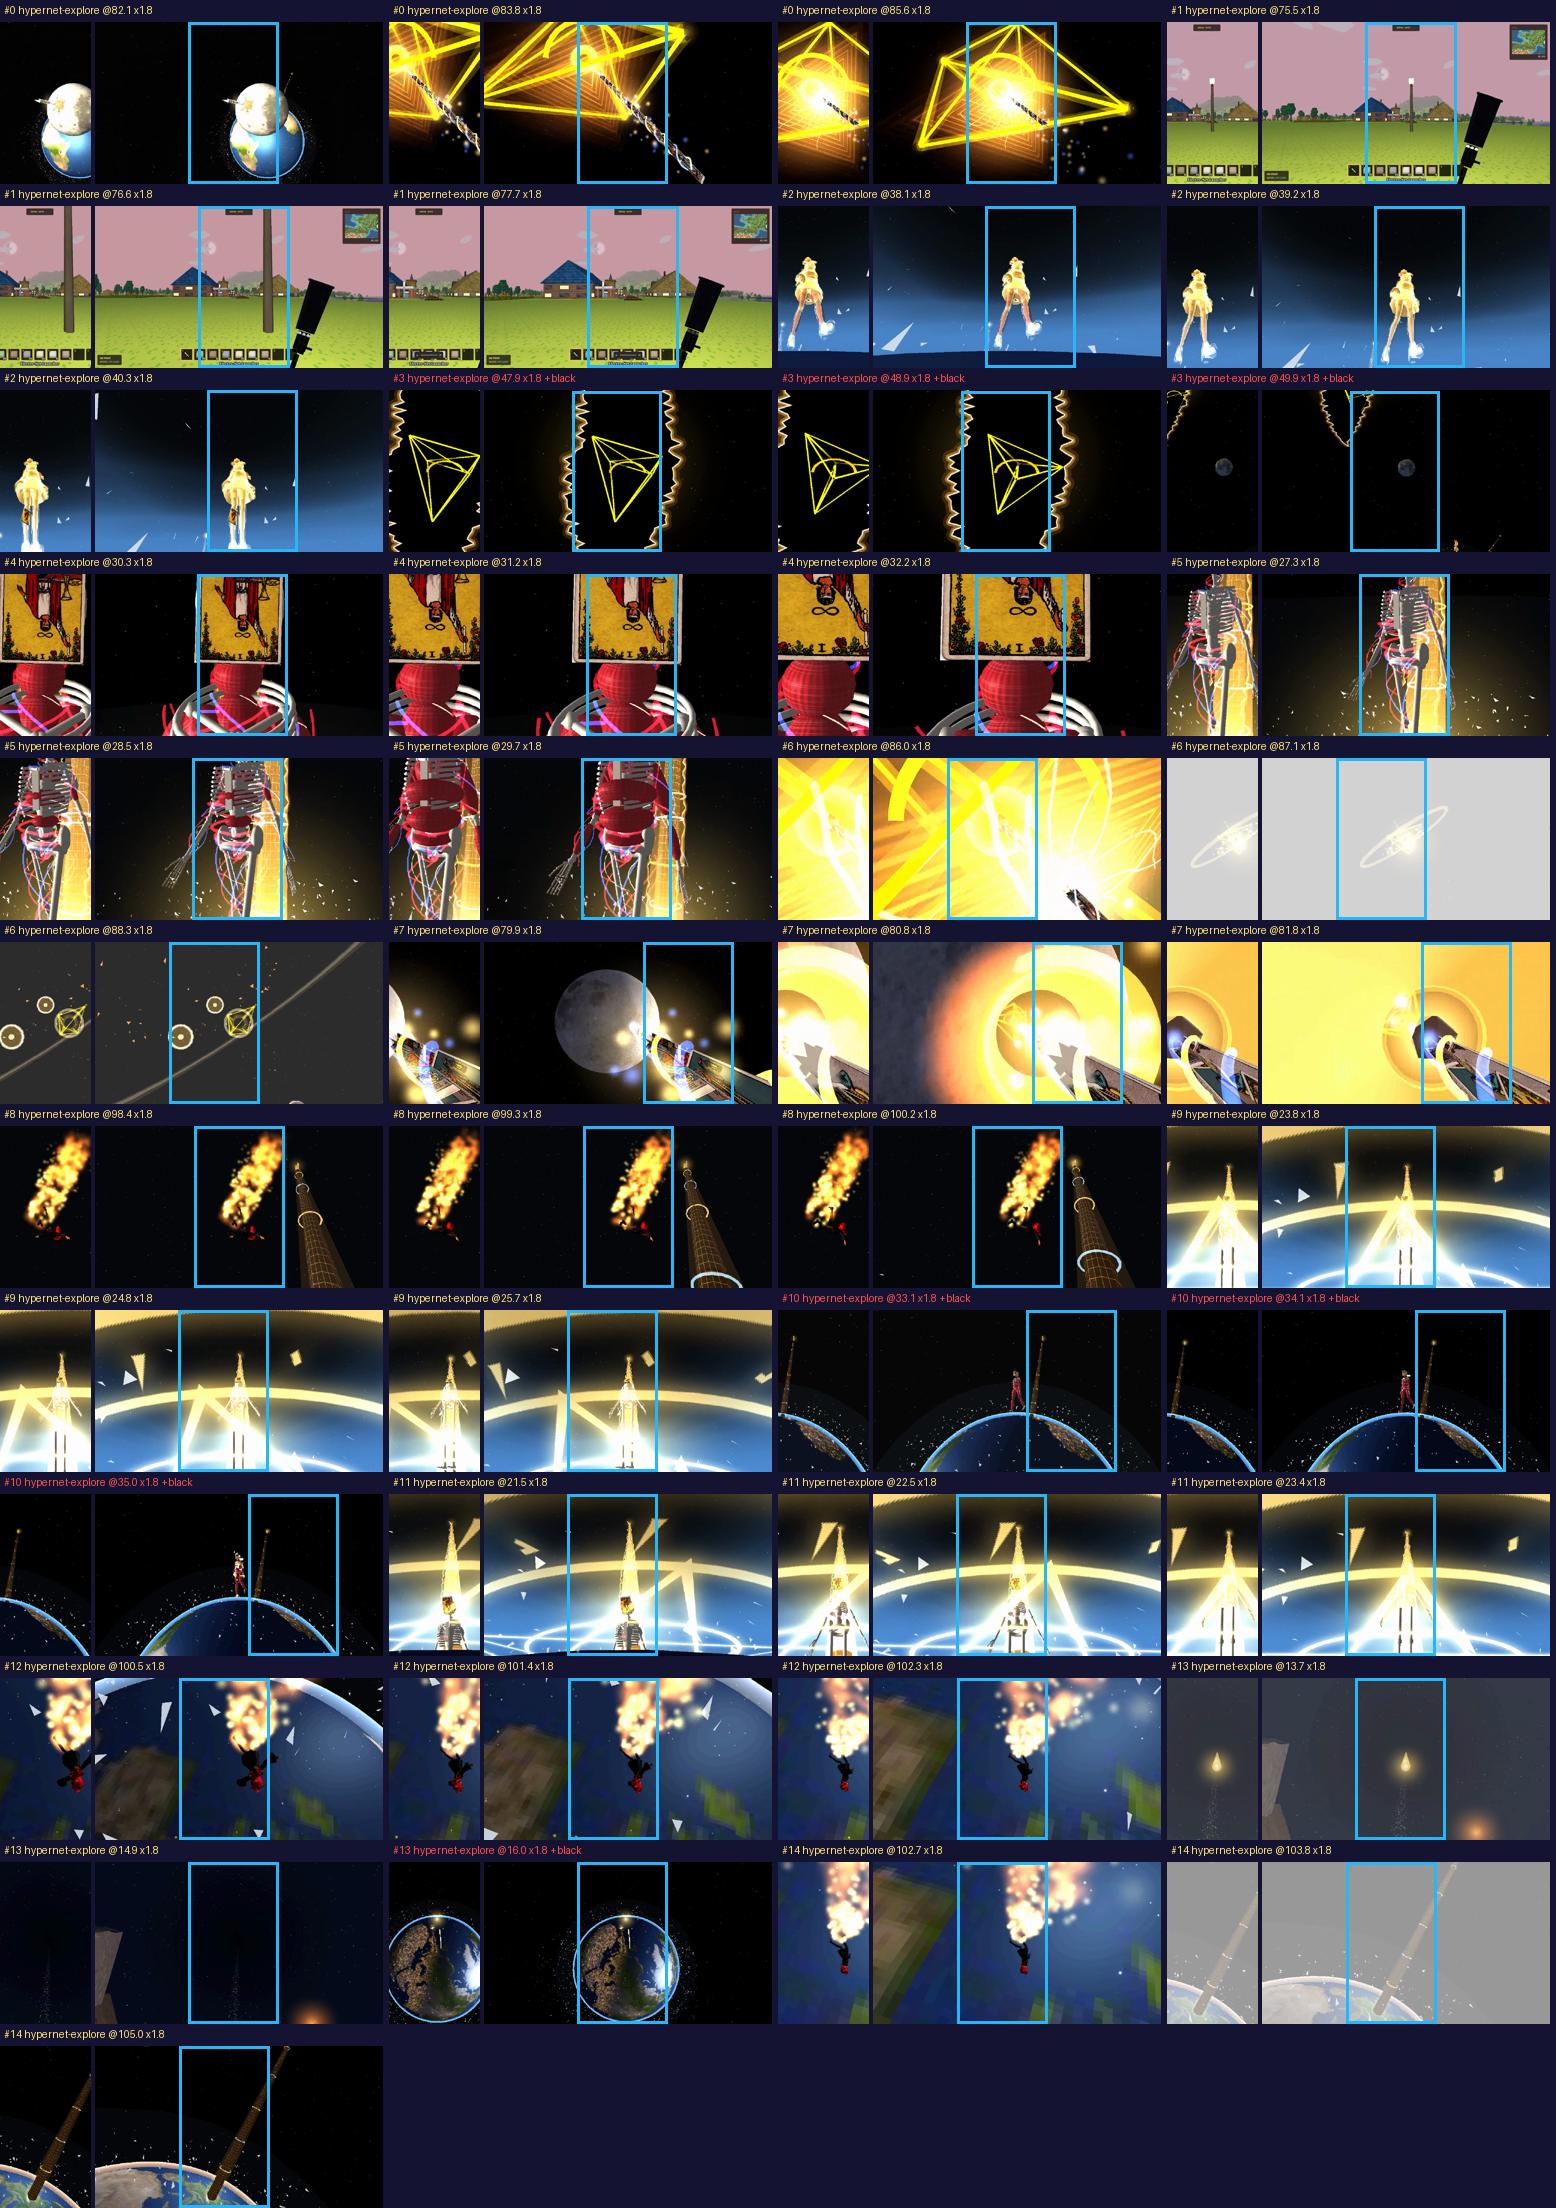 #0 hypernet-explore @82.1 x1.8
#0 hypernet-explore @83.8 x1.8
#0 hypernet-explore @85.6 x1.8
#1 hypernet-explore @75.5 x1.8
#1 hypernet-explore @76.6 x1.8
#1 hypernet-explore @77.7 x1.8
#2 hypernet-explore @38.1 x1.8
#2 hypernet-explore @39.2 x1.8
#2 hypernet-explore @40.3 x1.8
#3 hypernet-explore @47.9 x1.8 +black
#3 hypernet-explore @48.9 x1.8 +black
#3 hypernet-explore @49.9 x1.8 +black
#4 hypernet-explore @30.3 x1.8
#4 hypernet-explore @31.2 x1.8
#4 hypernet-explore @32.2 x1.8
#5 hypernet-explore @27.3 x1.8
#5 hypernet-explore @28.5 x1.8
#5 hypernet-explore @29.7 x1.8
#6 hypernet-explore @86.0 x1.8
#6 hypernet-explore @87.1 x1.8
#6 hypernet-explore @88.3 x1.8
#7 hypernet-explore @79.9 x1.8
#7 hypernet-explore @80.8 x1.8
#7 hypernet-explore @81.8 x1.8
#8 hypernet-explore @98.4 x1.8
#8 hypernet-explore @99.3 x1.8
#8 hypernet-explore @100.2 x1.8
#9 hypernet-explore @23.8 x1.8
#9 hypernet-explore @24.8 x1.8
#9 hypernet-explore @25.7 x1.8
#10 hypernet-explore @33.1 x1.8 +black
#10 hypernet-explore @34.1 x1.8 +black
#10 hypernet-explore @35.0 x1.8 +black
#11 hypernet-explore @21.5 x1.8
#11 hypernet-explore @22.5 x1.8
#11 hypernet-explore @23.4 x1.8
#12 hypernet-explore @100.5 x1.8
#12 hypernet-explore @101.4 x1.8
#12 hypernet-explore @102.3 x1.8
#13 hypernet-explore @13.7 x1.8
#13 hypernet-explore @14.9 x1.8
#13 hypernet-explore @16.0 x1.8 +black
#14 hypernet-explore @102.7 x1.8
#14 hypernet-explore @103.8 x1.8
#14 hypernet-explore @105.0 x1.8